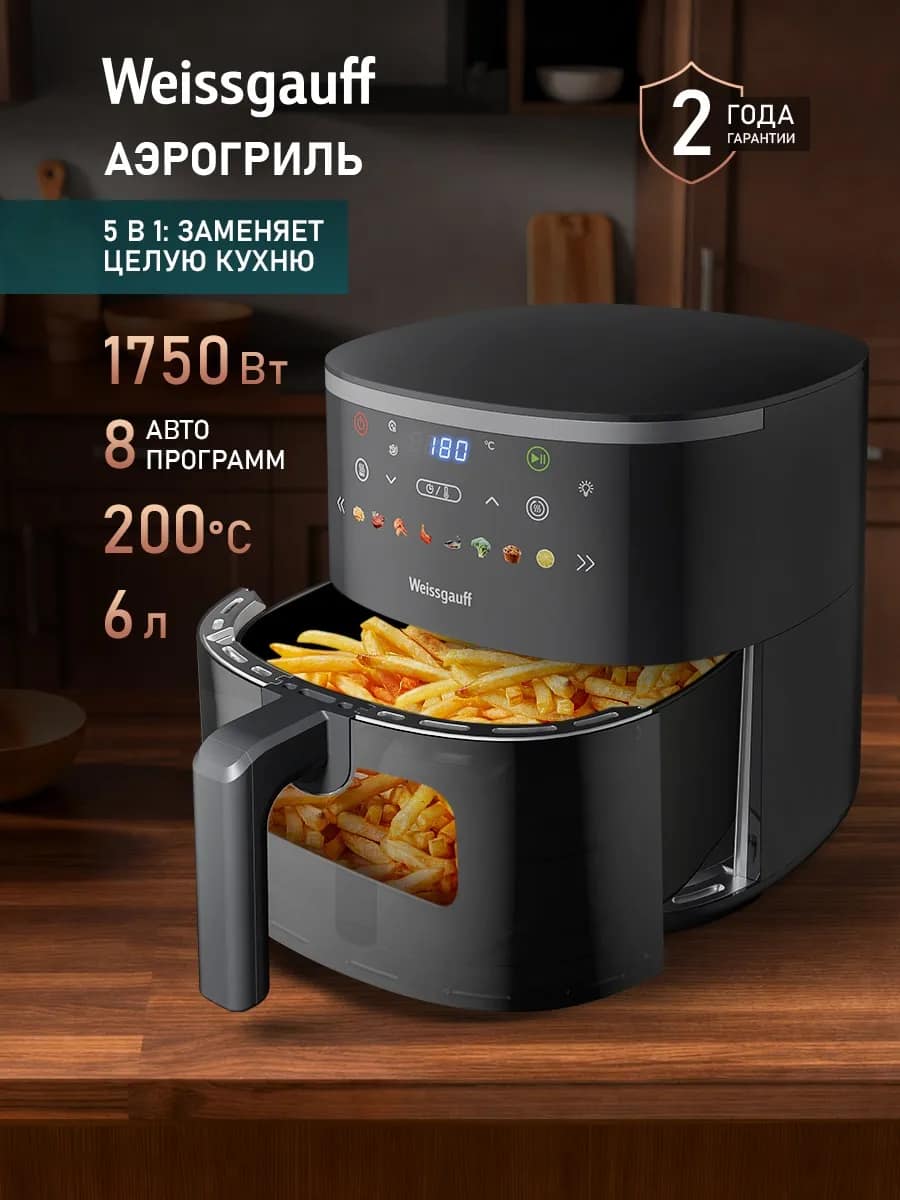 Weissgauff
АЭРОГРИЛЬ
2 ГОДА
ГАРАНТИИ
5 В 1: ЗАМЕНЯЕТ
ЦЕЛУЮ КУХНЮ
1750 Вт
8 АВТО
ПРОГРАММ
200°C
6 л
180 °C
Weissgauff